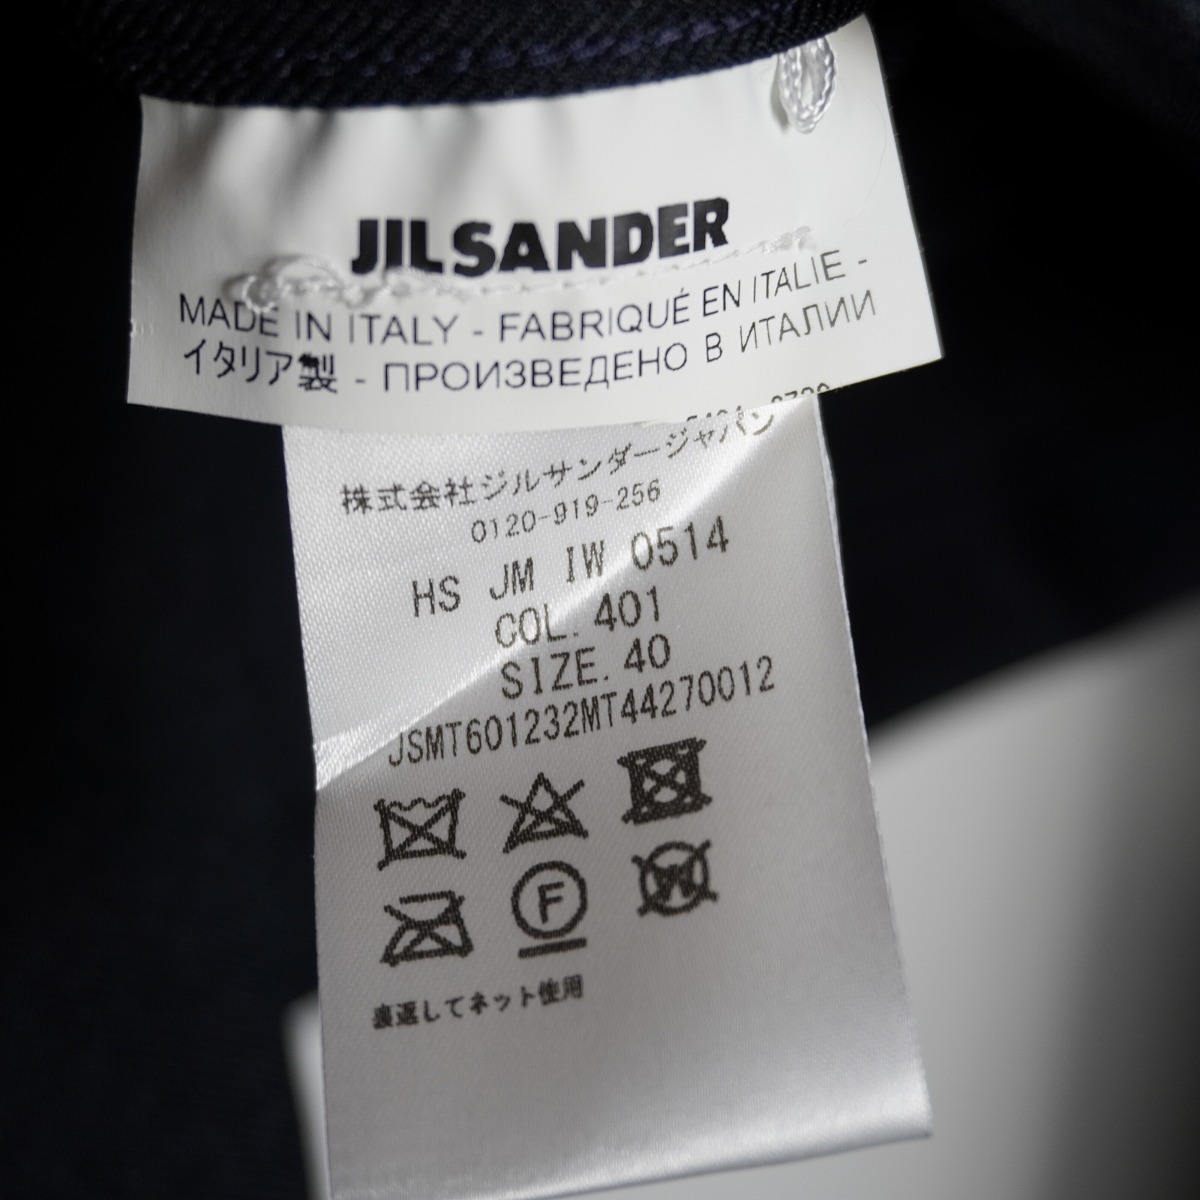 JIL SANDER
MADE IN ITALY - FABRIQUÉ EN ITALIE -
イタリア製 - ПРОИЗВЕДЕНО В ИТАЛИИ
株式会社ジルサンダージャパン
0120-919-256
HS JM IW 0514
COL. 401
SIZE. 40
JSMT601232MT44270012
F
W
裏返してネット使用